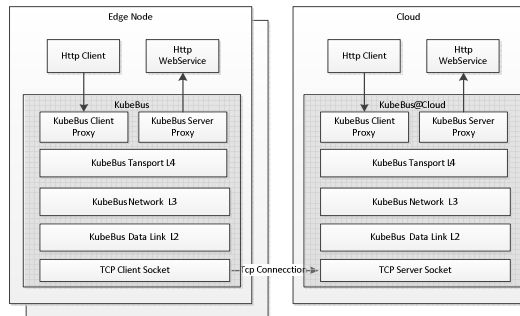 Edge Node
Http Client
Http
WebService
KubeBus
KubeBus Client
Proxy
KubeBus Server
Proxy
KubeBus Tansport L4
KubeBus Network L3
KubeBus Data Link L2
TCP Client Socket
Tcp Connecction
Cloud
Http Client
Http
WebService
KubeBus@Cloud
KubeBus Client
Proxy
KubeBus Server
Proxy
KubeBus Tansport L4
KubeBus Network L3
KubeBus Data Link L2
TCP Server Socket